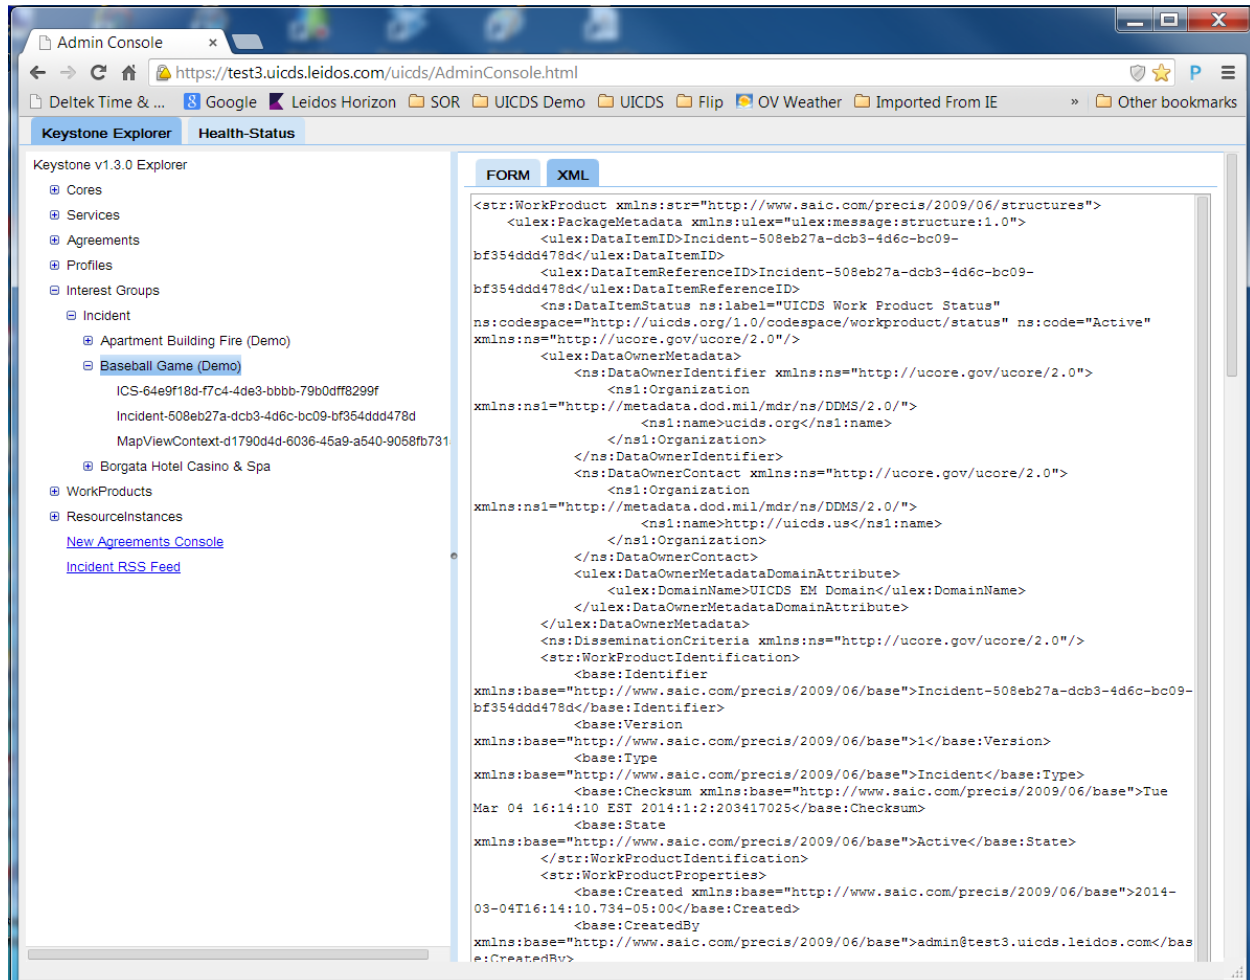 Admin Console
https://test3.uicds.leidos.com/uicds/AdminConsole.html
Deltek Time & ... Google Leidos Horizon SOR UICDS Demo UICDS Flip OV Weather Imported From IE » Other bookmarks
Keystone Explorer Health-Status
Keystone v1.3.0 Explorer
Cores
Services
Agreements
Profiles
Interest Groups
Incident
Apartment Building Fire (Demo)
Baseball Game (Demo)
ICS-64e9f18d-f7c4-4de3-bbbb-79b0dff8299f
Incident-508eb27a-dcb3-4d6c-bc09-bf354ddd478d
MapViewContext-d1790d4d-6036-45a9-a540-9058fb731
Borgata Hotel Casino & Spa
WorkProducts
ResourceInstances
New Agreements Console
Incident RSS Feed
FORM XML
<str:WorkProduct xmlns:str="http://www.saic.com/precis/2009/06/structures">
<ulex:PackageMetadata xmlns:ulex="ulex:message:structure:1.0">
<ulex:DataItemID>Incident-508eb27a-dcb3-4d6c-bc09-
bf354ddd478d</ulex:DataItemID>
<ulex:DataItemReferenceID>Incident-508eb27a-dcb3-4d6c-bc09-
bf354ddd478d</ulex:DataItemReferenceID>
<ns:DataItemStatus ns:label="UICDS Work Product Status"
ns:codespace="http://uicds.org/1.0/codespace/workproduct/status" ns:code="Active"
xmlns:ns="http://ucore.gov/ucore/2.0"/>
<ulex:DataOwnerMetadata>
<ns:DataOwnerIdentifier xmlns:ns="http://ucore.gov/ucore/2.0">
<ns1:Organization
xmlns:ns1="http://metadata.dod.mil/mdr/ns/DDMS/2.0/">
<ns1:name>ucids.org</ns1:name>
</ns1:Organization>
</ns:DataOwnerIdentifier>
<ns:DataOwnerContact xmlns:ns="http://ucore.gov/ucore/2.0">
<ns1:Organization
xmlns:ns1="http://metadata.dod.mil/mdr/ns/DDMS/2.0/">
<ns1:name>http://uicds.us</ns1:name>
</ns1:Organization>
</ns:DataOwnerContact>
<ulex:DataOwnerMetadataDomainAttribute>
<ulex:DomainName>UICDS EM Domain</ulex:DomainName>
</ulex:DataOwnerMetadataDomainAttribute>
</ulex:DataOwnerMetadata>
<ns:DisseminationCriteria xmlns:ns="http://ucore.gov/ucore/2.0"/>
<str:WorkProductIdentification>
<base:Identifier
xmlns:base="http://www.saic.com/precis/2009/06/base">Incident-508eb27a-dcb3-4d6c-bc09-
bf354ddd478d</base:Identifier>
<base:Version
xmlns:base="http://www.saic.com/precis/2009/06/base">1</base:Version>
<base:Type
xmlns:base="http://www.saic.com/precis/2009/06/base">Incident</base:Type>
<base:Checksum xmlns:base="http://www.saic.com/precis/2009/06/base">Tue
Mar 04 16:14:10 EST 2014:1:2:203417025</base:Checksum>
<base:State
xmlns:base="http://www.saic.com/precis/2009/06/base">Active</base:State>
</str:WorkProductIdentification>
<str:WorkProductProperties>
<base:Created xmlns:base="http://www.saic.com/precis/2009/06/base">2014-
03-04T16:14:10.734-05:00</base:Created>
<base:CreatedBy
xmlns:base="http://www.saic.com/precis/2009/06/base">admin@test3.uicds.leidos.com</bas
e:CreatedBy>